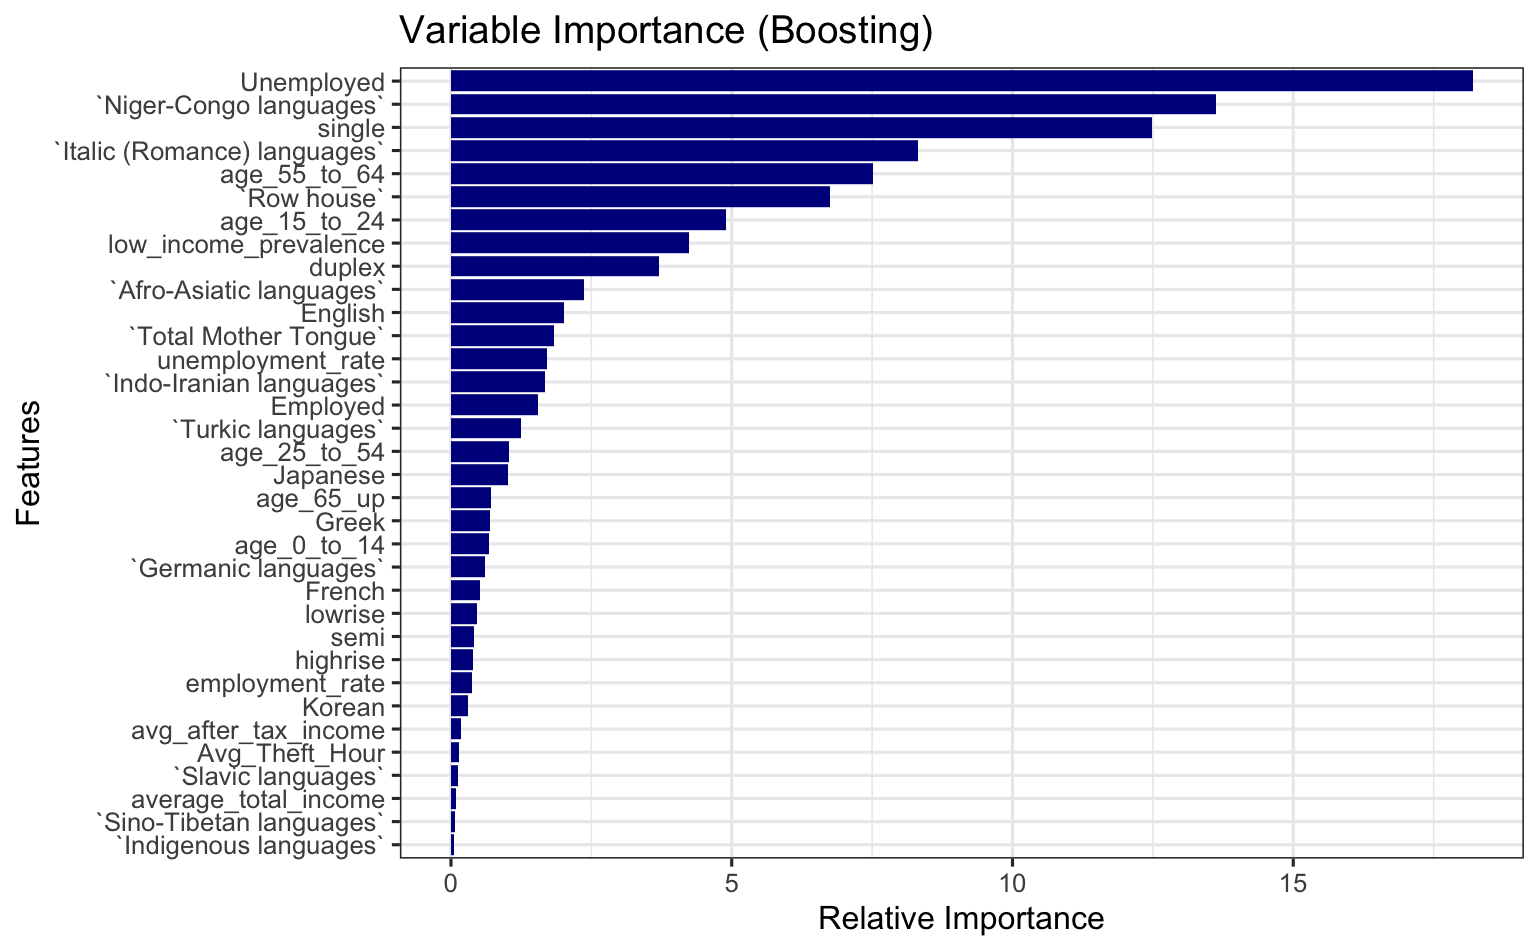 Variable Importance (Boosting)
Unemployed
`Niger-Congo languages`
single
`Italic (Romance) languages`
age_55_to_64
`Row house`
age_15_to_24
low_income_prevalence
duplex
`Afro-Asiatic languages`
English
`Total Mother Tongue`
unemployment_rate
`Indo-Iranian languages`
Employed
`Turkic languages`
age_25_to_54
Japanese
age_65_up
Greek
age_0_to_14
`Germanic languages`
French
lowrise
semi
highrise
employment_rate
Korean
avg_after_tax_income
Avg_Theft_Hour
`Slavic languages`
average_total_income
`Sino-Tibetan languages`
`Indigenous languages`
Features
0 5 10 15
Relative Importance